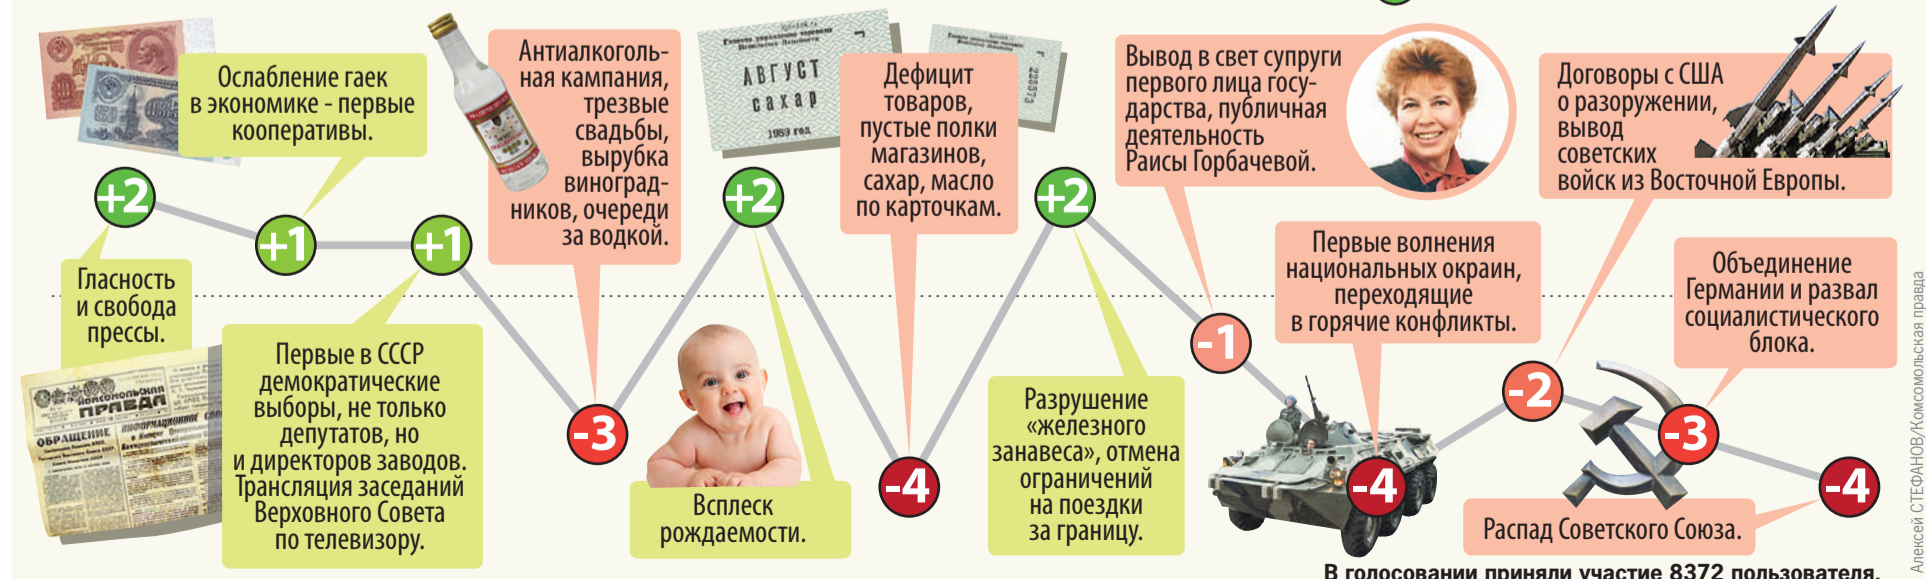 +2
Гласность
и свобода
прессы.
КОМСОМОЛЬСКАЯ
ПРАВДА
ОБРАЩЕНИЕ
ИНФОРМАЦИОННОЕ
Ослабление гаек
в экономике - первые
кооперативы.
+1
+1
Первые в СССР
демократические
выборы, не только
депутатов, но
и директоров заводов.
Трансляция заседаний
Верховного Совета
по телевизору.
Антиалкоголь-
ная кампания,
трезвые
свадьбы,
вырубка
виноград-
ников, очереди
за водкой.
-3
АВГУСТ
сахар
1989 год
+2
Всплеск
рождаемости.
Дефицит
товаров,
пустые полки
магазинов,
сахар, масло
по карточкам.
-4
+2
Разрушение
«железного
занавеса», отмена
ограничений
на поездки
за границу.
Вывод в свет супруги
первого лица госу-
дарства, публичная
деятельность
Раисы Горбачевой.
-1
Первые волнения
национальных окраин,
переходящие
в горячие конфликты.
-4
Договоры с США
о разоружении,
вывод
советских
войск из Восточной Европы.
-2
Объединение
Германии и развал
социалистического
блока.
-3
Распад Советского Союза.
-4
В голосовании приняли участие 8372 пользователя.
Алексей СТЕФАНОВ/Комсомольская правда